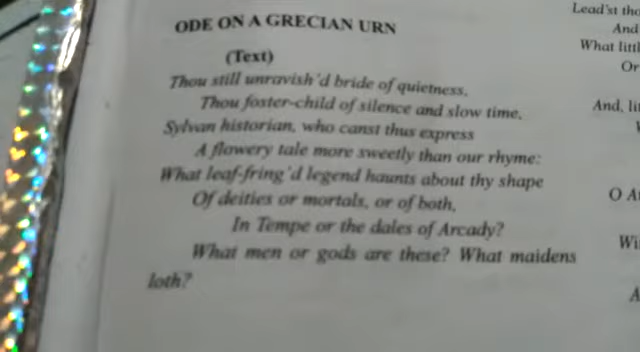 ODE ON A GRECIAN URN
(Text)
Thou still unravish'd bride of quietness,
Thou foster-child of silence and slow time,
Sylvan historian, who canst thus express
A flowery tale more sweetly than our rhyme:
What leaf-fring'd legend haunts about thy shape
Of deities or mortals, or of both,
In Tempe or the dales of Arcady?
What men or gods are these? What maidens
loth?
Lead'st
And
What
Or
And,
O